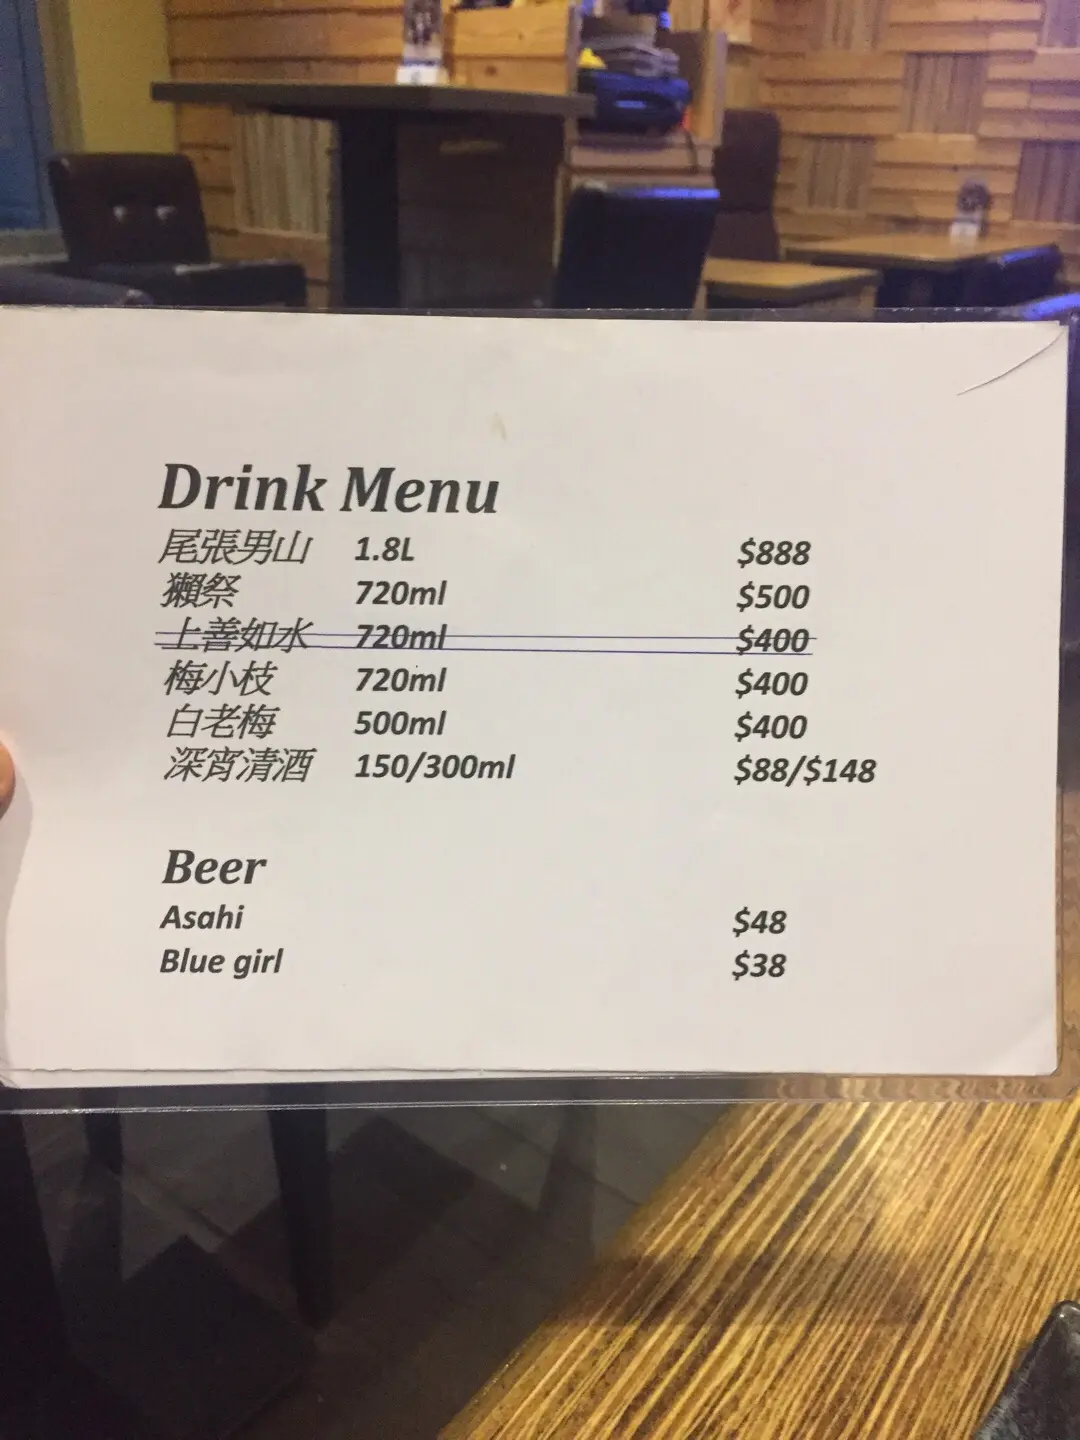 Drink Menu
尾張男山 1.8L $888
獺祭 720ml $500
上善如水 720ml $400
梅小枝 720ml $400
白老梅 500ml $400
深宵清酒 150/300ml $88/$148
Beer
Asahi $48
Blue girl $38